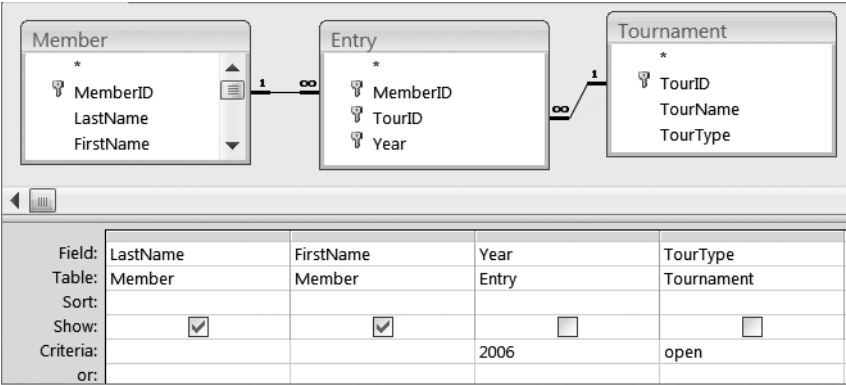 Member
*
MemberID
LastName
FirstName
1 ∞
Entry
*
MemberID
TourID
Year
∞ 1
Tournament
*
TourID
TourName
TourType
Field: LastName FirstName Year TourType
Table: Member Member Entry Tournament
Sort:
Show:
Criteria: 2006 open
or: